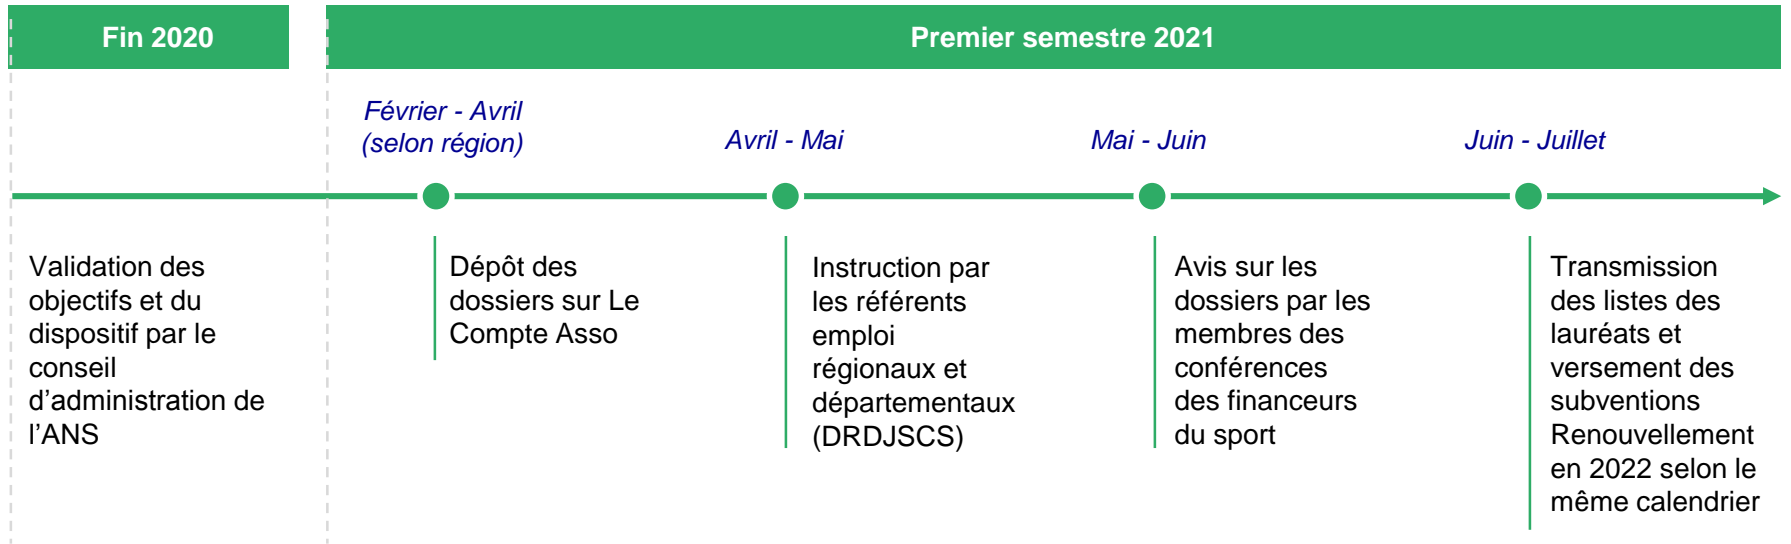 Fin 2020
Premier semestre 2021
Février - Avril
(selon région)
Avril - Mai
Mai - Juin
Juin - Juillet
Validation des
objectifs et du
dispositif par le
conseil
d’administration de
l’ANS
Dépôt des
dossiers sur Le
Compte Asso
Instruction par
les référents
emploi
régionaux et
départementaux
(DRDJSCS)
Avis sur les
dossiers par les
membres des
conférences
des financeurs
du sport
Transmission
des listes des
lauréats et
versement des
subventions
Renouvellement
en 2022 selon le
même calendrier